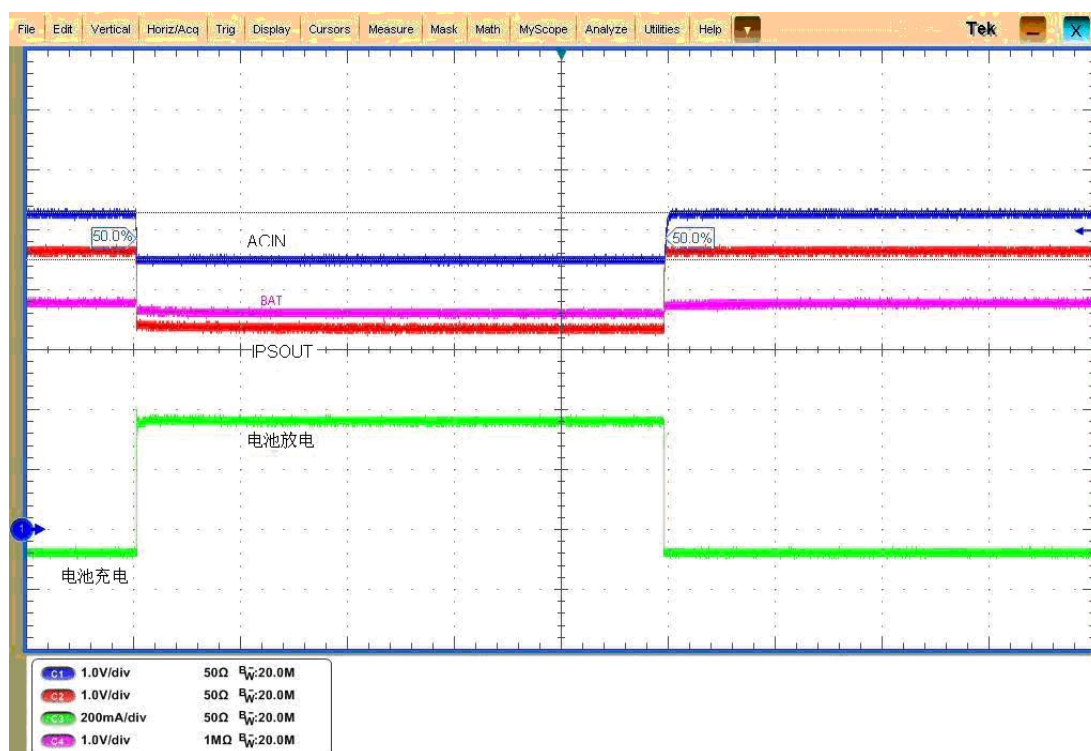 File Edit Vertical Horiz/Acq Trig Display Cursors Measure Mask Math MyScope Analyze Utilities Help Tek X
50.0% 50.0%
ACIN
BAT
IPSOUT
电池放电
1
电池充电
C1 1.0V/div 50Ω BW:20.0M
C2 1.0V/div 50Ω BW:20.0M
C3 200mA/div 50Ω BW:20.0M
C4 1.0V/div 1MΩ BW:20.0M